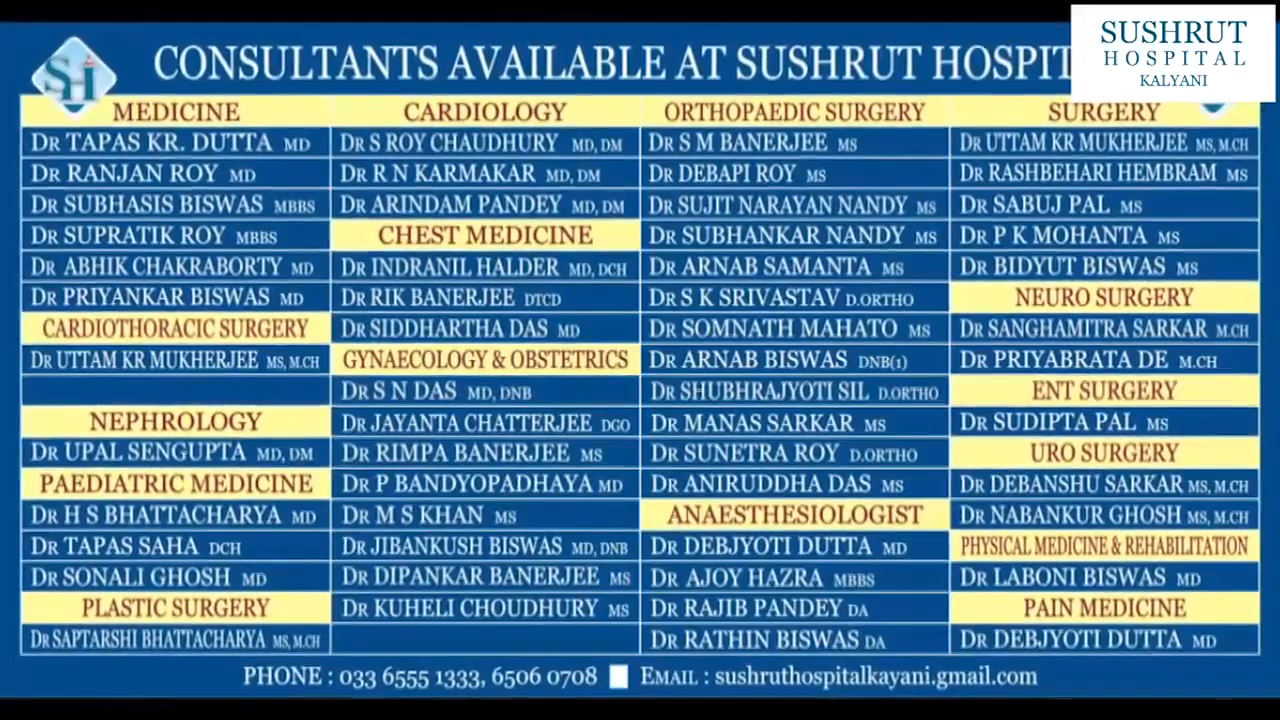 SUSHRUT
HOSPITAL
KALYANI
SHi
CONSULTANTS AVAILABLE AT SUSHRUT
MEDICINE
DR TAPAS KR. DUTTA MD
DR RANJAN ROY MD
DR SUBHASIS BISWAS MBBS
DR SUPRATIK ROY MBBS
DR ABHIK CHAKRABORTY MD
DR PRIYANKAR BISWAS MD
CARDIOTHORACIC SURGERY
DR UTTAM KR MUKHERJEE MS, M.CH
NEPHROLOGY
DR UPAL SENGUPTA MD, DM
PAEDIATRIC MEDICINE
DR H S BHATTACHARYA MD
DR TAPAS SAHA DCH
DR SONALI GHOSH MD
PLASTIC SURGERY
DR SAPTARSHI BHATTACHARYA MS, M.CH
CARDIOLOGY
DR S ROY CHAUDHURY MD, DM
DR R N KARMAKAR MD, DM
DR ARINDAM PANDEY MD, DM
CHEST MEDICINE
DR INDRANIL HALDER MD, DCH
DR RIK BANERJEE DTCD
DR SIDDHARTHA DAS MD
GYNAECOLOGY & OBSTETRICS
DR S N DAS MD, DNB
DR JAYANTA CHATTERJEE DGO
DR RIMPA BANERJEE MS
DR P BANDYOPADHAYA MD
DR M S KHAN MS
DR JIBANKUSH BISWAS MD, DNB
DR DIPANKAR BANERJEE MS
DR KUHELI CHOUDHURY MS
ORTHOPAEDIC SURGERY
DR S M BANERJEE MS
DR DEBAPI ROY MS
DR SUJIT NARAYAN NANDY MS
DR SUBHANKAR NANDY MS
DR ARNAB SAMANTA MS
DR S K SRIVASTAV D.ORTHO
DR SOMNATH MAHATO MS
DR ARNAB BISWAS DNB(1)
DR SHUBHRAJYOTI SIL D.ORTHO
DR MANAS SARKAR MS
DR SUNETRA ROY D.ORTHO
DR ANIRUDDHA DAS MS
ANAESTHESIOLOGIST
DR DEBJYOTI DUTTA MD
DR AJOY HAZRA MBBS
DR RAJIB PANDEY DA
DR RATHIN BISWAS DA
SURGERY
DR UTTAM KR MUKHERJEE MS, M.CH
DR RASHBEHARI HEMBRAM MS
DR SABUJ PAL MS
DR P K MOHANTA MS
DR BIDYUT BISWAS MS
NEURO SURGERY
DR SANGHAMITRA SARKAR M.CH
DR PRIYABRATA DE M.CH
ENT SURGERY
DR SUDIPTA PAL MS
URO SURGERY
DR DEBANSHU SARKAR MS, M.CH
DR NABANKUR GHOSH MS, M.CH
PHYSICAL MEDICINE & REHABILITATION
DR LABONI BISWAS MD
PAIN MEDICINE
DR DEBJYOTI DUTTA MD
PHONE : 033 6555 1333, 6506 0708 EMAIL : sushruthospitalkayani.gmail.com